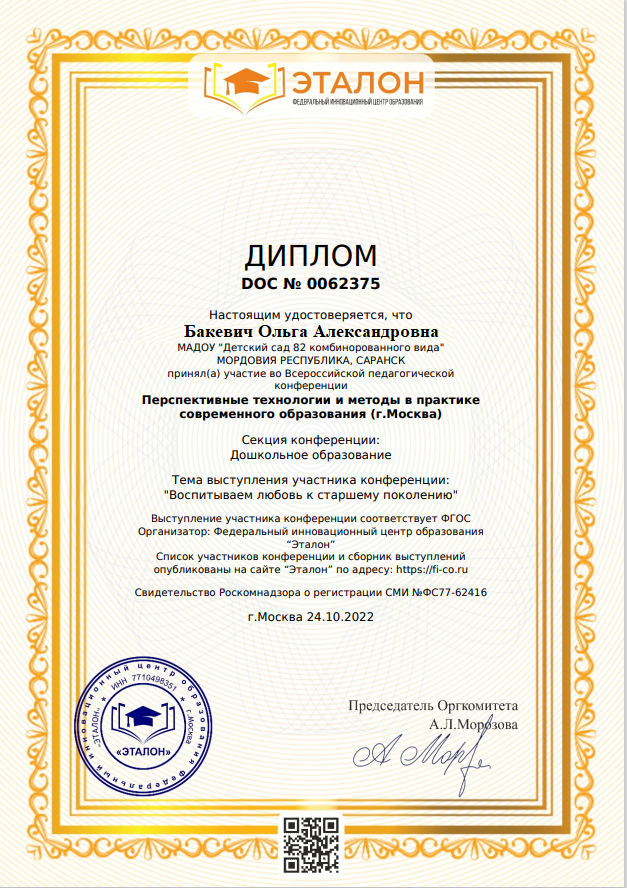 ЭТАЛОН
ФЕДЕРАЛЬНЫЙ ИННОВАЦИОННЫЙ ЦЕНТР ОБРАЗОВАНИЯ
ДИПЛОМ
DOC № 0062375
Настоящим удостоверяется, что
Бакевич Ольга Александровна
МАДОУ "Детский сад 82 комбинорованного вида"
МОРДОВИЯ РЕСПУБЛИКА, САРАНСК
принял(а) участие во Всероссийской педагогической
конференции
Перспективные технологии и методы в практике
современного образования (г.Москва)
Секция конференции:
Дошкольное образование
Тема выступления участника конференции:
"Воспитываем любовь к старшему поколению"
Выступление участника конференции соответствует ФГОС
Организатор: Федеральный инновационный центр образования
“Эталон”
Список участников конференции и сборник выступлений
опубликованы на сайте “Эталон” по адресу: https://fi-co.ru
Свидетельство Роскомнадзора о регистрации СМИ №ФС77-62416
г.Москва 24.10.2022
Федеральный инновационный центр образования
«ЭТАЛОН» ★ ИНН 7710498351 ★ г.Москва
«ЭТАЛОН»
Председатель Оргкомитета
А.Л.Морозова